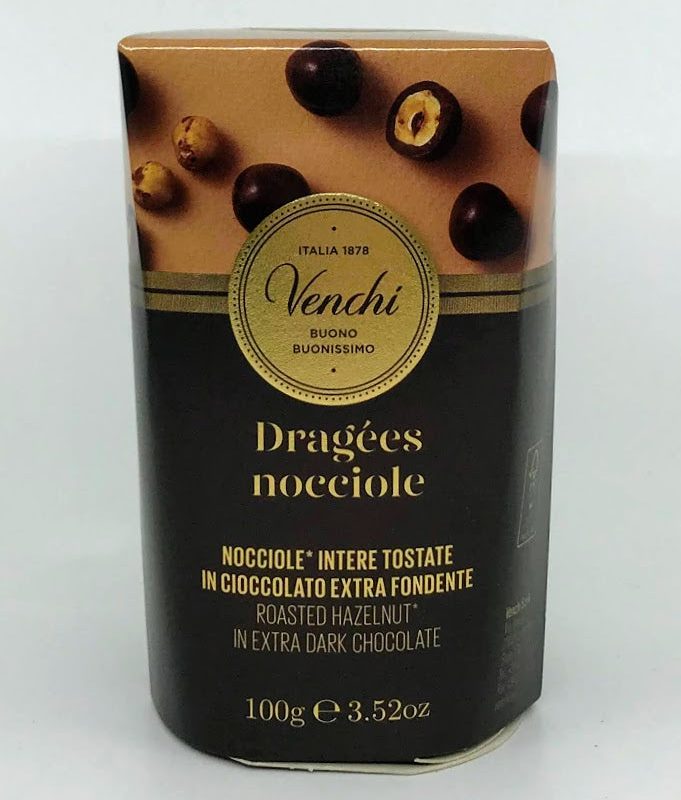 ITALIA 1878
Venchi
BUONO
BUONISSIMO
Dragées
nocciole
NOCCIOLE* INTERE TOSTATE
IN CIOCCOLATO EXTRA FONDENTE
ROASTED HAZELNUT*
IN EXTRA DARK CHOCOLATE
100g ℮ 3.52oz